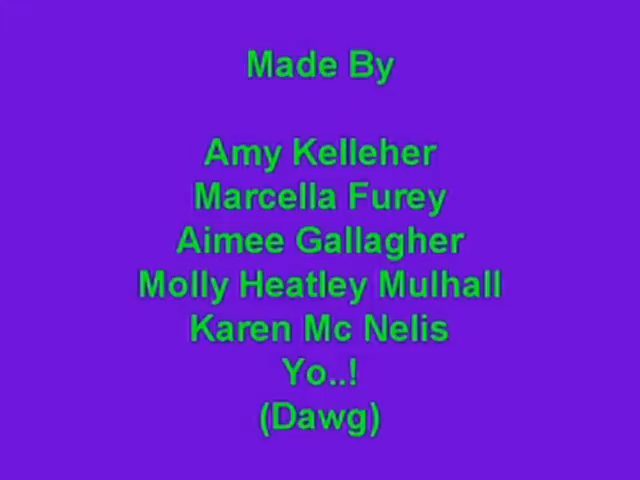 Made By
Amy Kelleher
Marcella Furey
Aimee Gallagher
Molly Heatley Mulhall
Karen Mc Nelis
Yo..!
(Dawg)